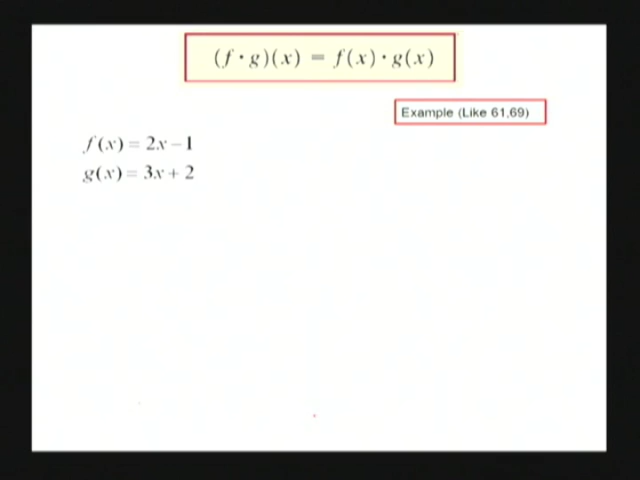 (f · g)(x) = f(x) · g(x)
Example (Like 61,69)
f(x) = 2x – 1
g(x) = 3x + 2